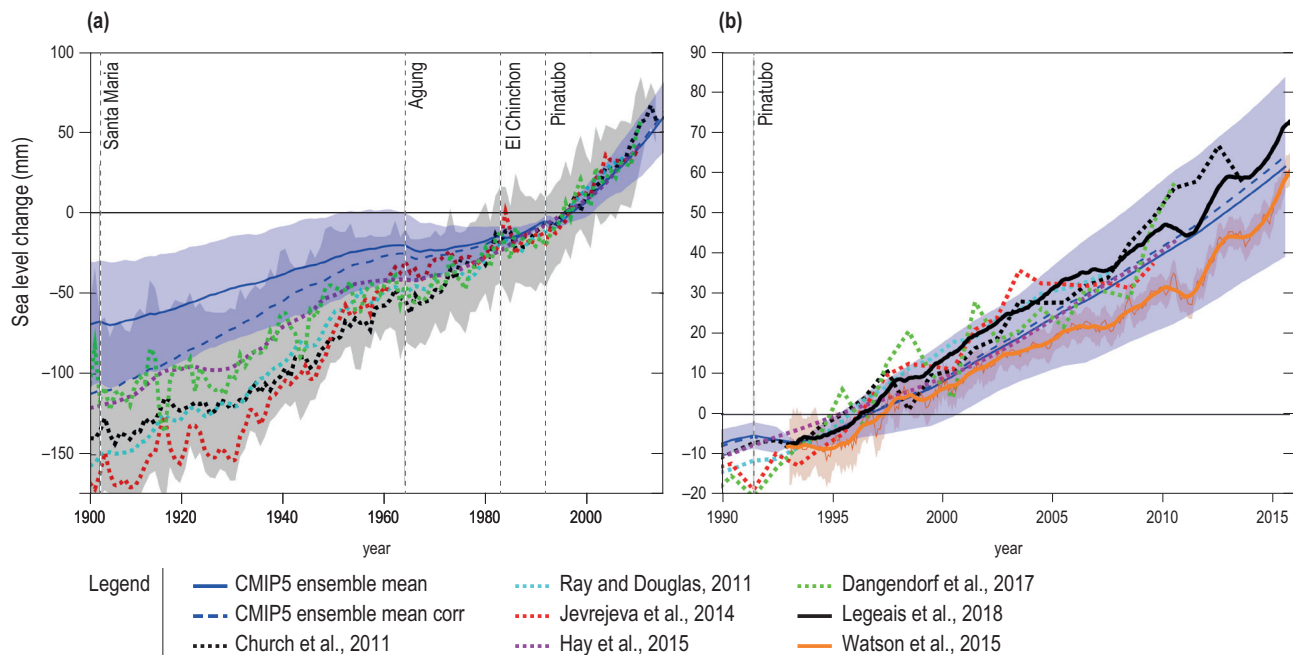 (a)
(b)
Sea level change (mm)
100
50
0
−50
−100
−150
Santa Maria
Agung
El Chinchon
Pinatubo
1900
1920
1940
1960
1980
2000
year
90
80
70
60
50
40
30
20
10
0
−10
−20
Pinatubo
1990
1995
2000
2005
2010
2015
year
Legend
CMIP5 ensemble mean
CMIP5 ensemble mean corr
Church et al., 2011
Ray and Douglas, 2011
Jevrejeva et al., 2014
Hay et al., 2015
Dangendorf et al., 2017
Legeais et al., 2018
Watson et al., 2015